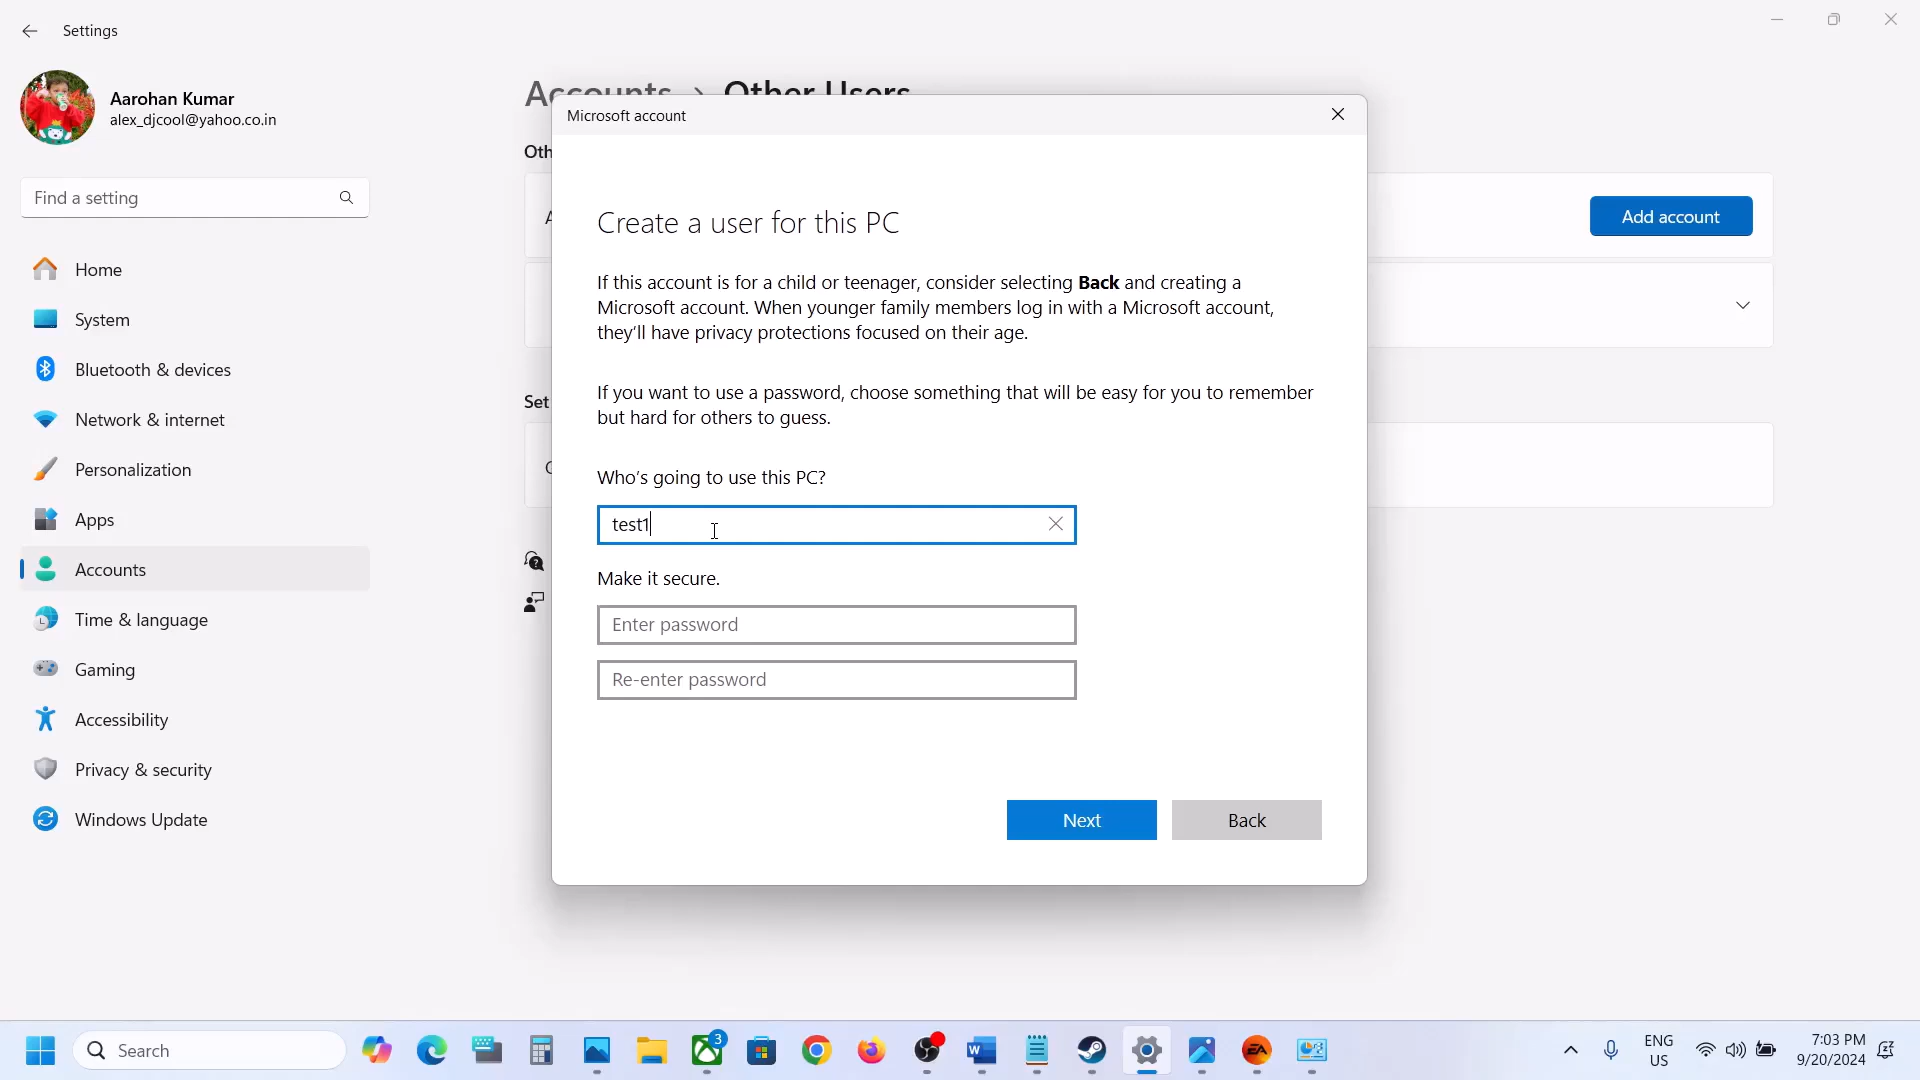 Settings
Aarohan Kumar
alex_djcool@yahoo.co.in
Find a setting
Home
System
Bluetooth & devices
Network & internet
Personalization
Apps
Accounts
Time & language
Gaming
Accessibility
Privacy & security
Windows Update
Accounts > Other Users
Oth
Add account
Set
Microsoft account
Create a user for this PC
If this account is for a child or teenager, consider selecting Back and creating a
Microsoft account. When younger family members log in with a Microsoft account,
they'll have privacy protections focused on their age.
If you want to use a password, choose something that will be easy for you to remember
but hard for others to guess.
Who's going to use this PC?
test1
Make it secure.
Enter password
Re-enter password
Next
Back
Search
3
ENG
US
7:03 PM
9/20/2024